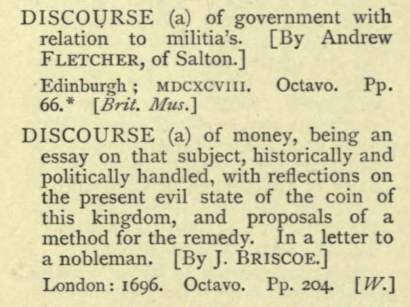 DISCOURSE (a) of government with
relation to militia's. [By Andrew
FLETCHER, of Salton.]
Edinburgh; MDCXCVIII. Octavo. Pp.
66.* [Brit. Mus.]
DISCOURSE (a) of money, being an
essay on that subject, historically and
politically handled, with reflections on
the present evil state of the coin of
this kingdom, and proposals of a
method for the remedy. In a letter to
a nobleman. [By J. BRISCOE.]
London: 1696. Octavo. Pp. 204. [W.]